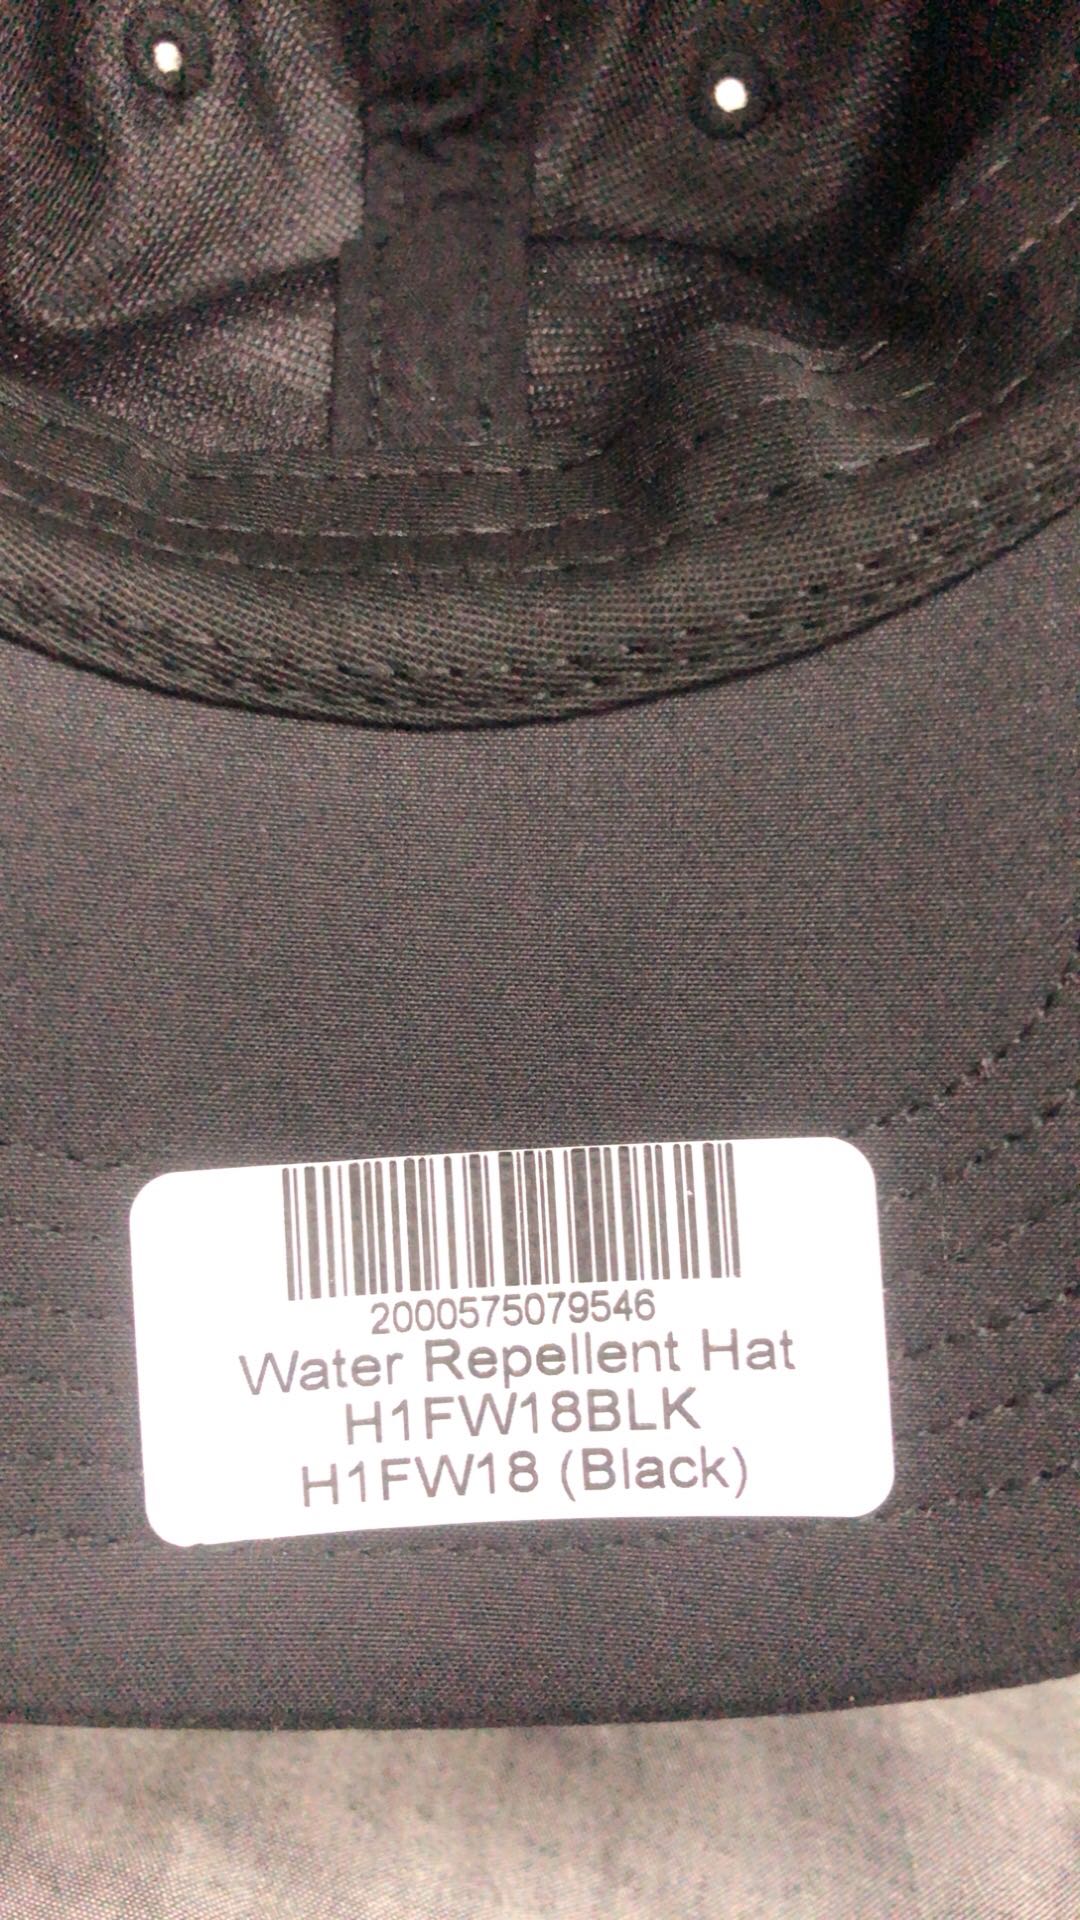 2000575079546
Water Repellent Hat
H1FW18BLK
H1FW18 (Black)